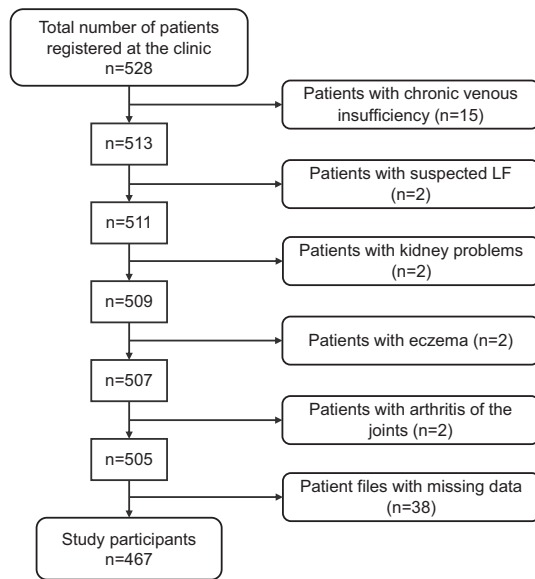 Total number of patients
registered at the clinic
n=528
Patients with chronic venous
insufficiency (n=15)
n=513
Patients with suspected LF
(n=2)
n=511
Patients with kidney problems
(n=2)
n=509
Patients with eczema (n=2)
n=507
Patients with arthritis of the
joints (n=2)
n=505
Patient files with missing data
(n=38)
Study participants
n=467